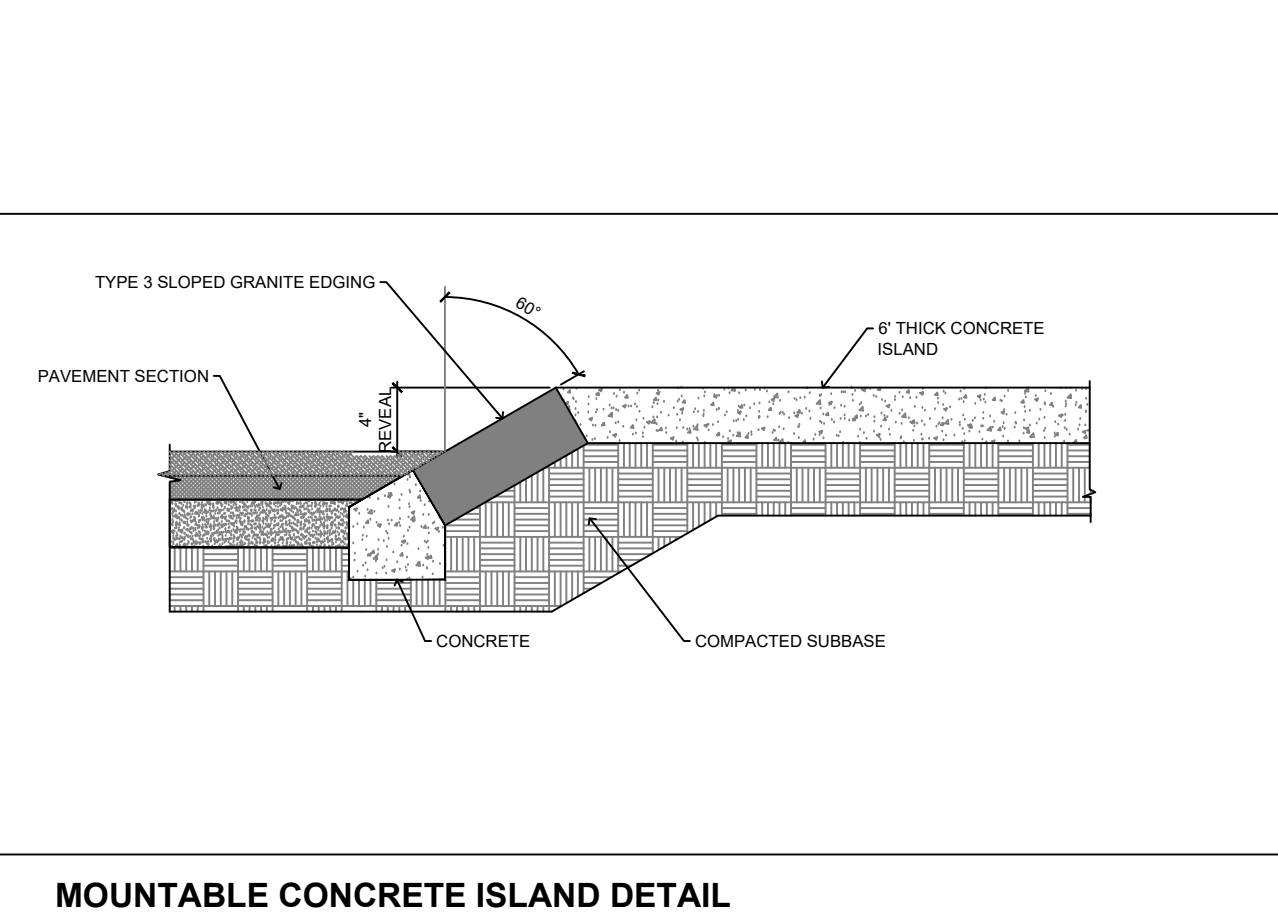 TYPE 3 SLOPED GRANITE EDGING
60°
6' THICK CONCRETE
ISLAND
PAVEMENT SECTION
4"
REVEAL
CONCRETE
COMPACTED SUBBASE
MOUNTABLE CONCRETE ISLAND DETAIL